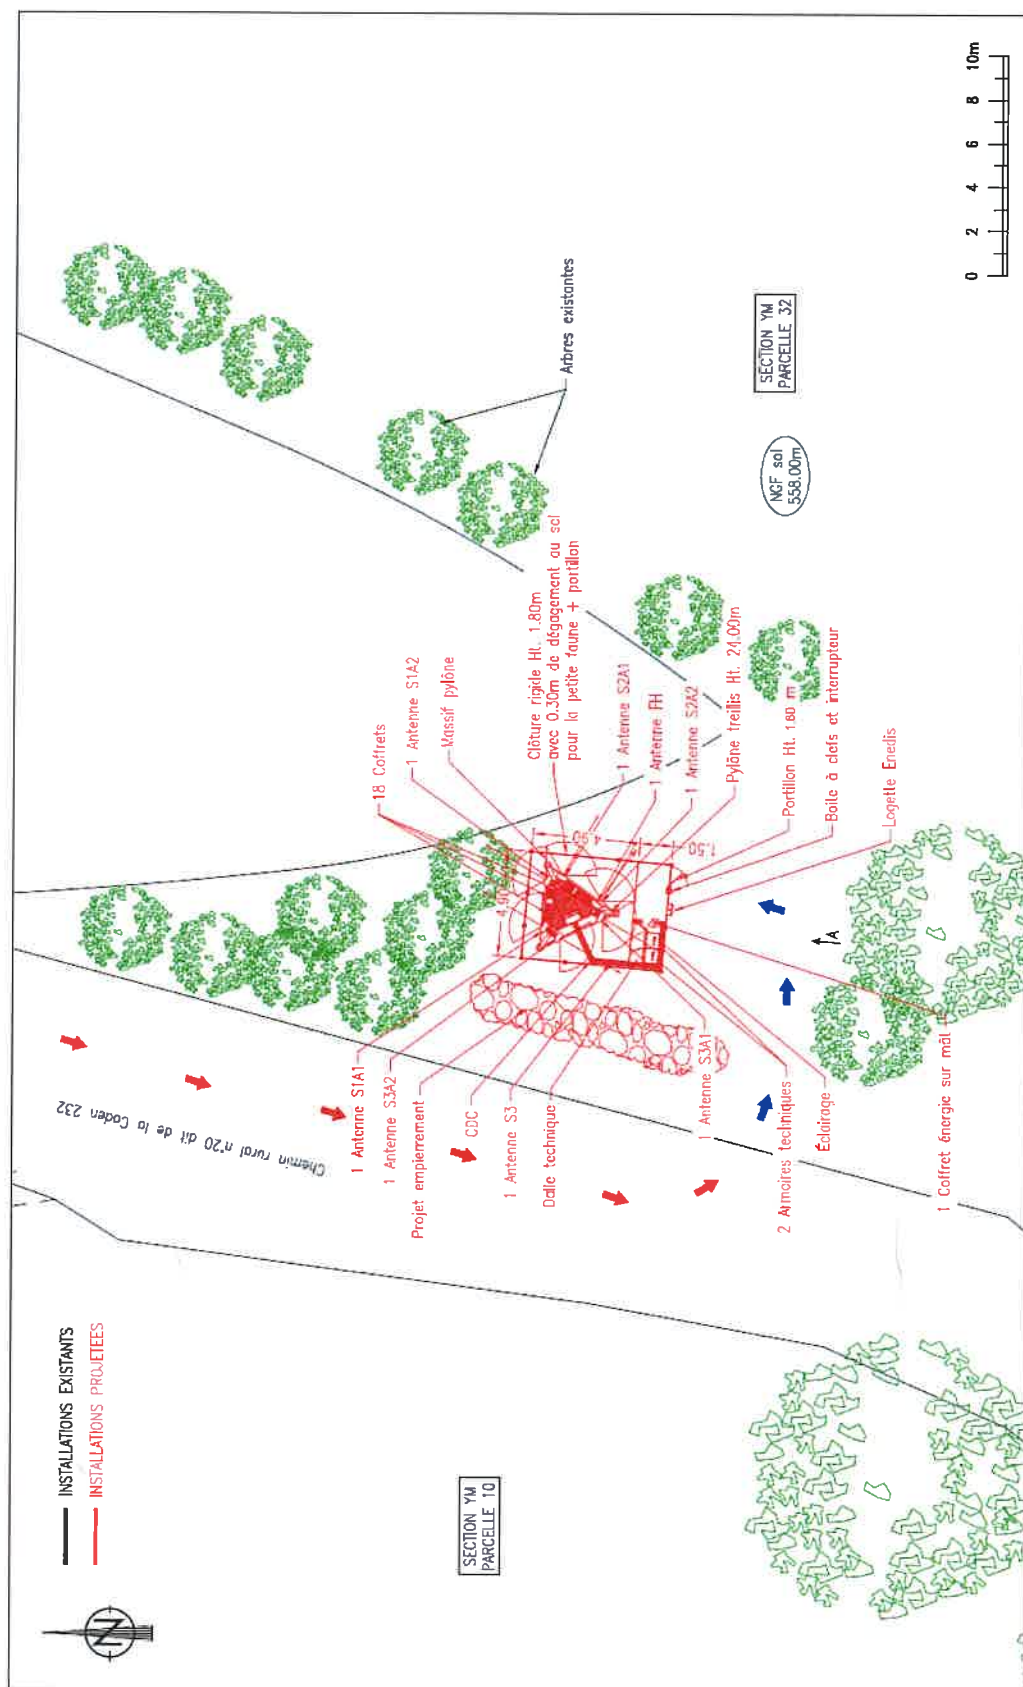 INSTALLATIONS EXISTANTS
INSTALLATIONS PROJETEES
N
SECTION YM
PARCELLE 10
Chemin rural n°20 dit de la Coden 232
1 Antenne S1A1
1 Antenne S3A2
Projet empierrement
CDC
1 Antenne S3
Dalle technique
1 Antenne S3A1
2 Armoires techniques
Éclairage
1 Coffret énergie sur mât
18 Coffrets
1 Antenne S1A2
Massif pylône
Clôture rigide Ht. 1.80m
avec 0.30m de dégagement au sol
pour la petite faune + portillon
1 Antenne S2A1
1 Antenne FH
1 Antenne S2A2
Pylône treillis Ht. 24.00m
Portillon Ht. 1.80 m
Boite à clefs et interrupteur
Logette Enedis
4.90
4.90
1.50
A
Arbres existantes
NGF sol
558.00m
SECTION YM
PARCELLE 32
0 2 4 6 8 10m